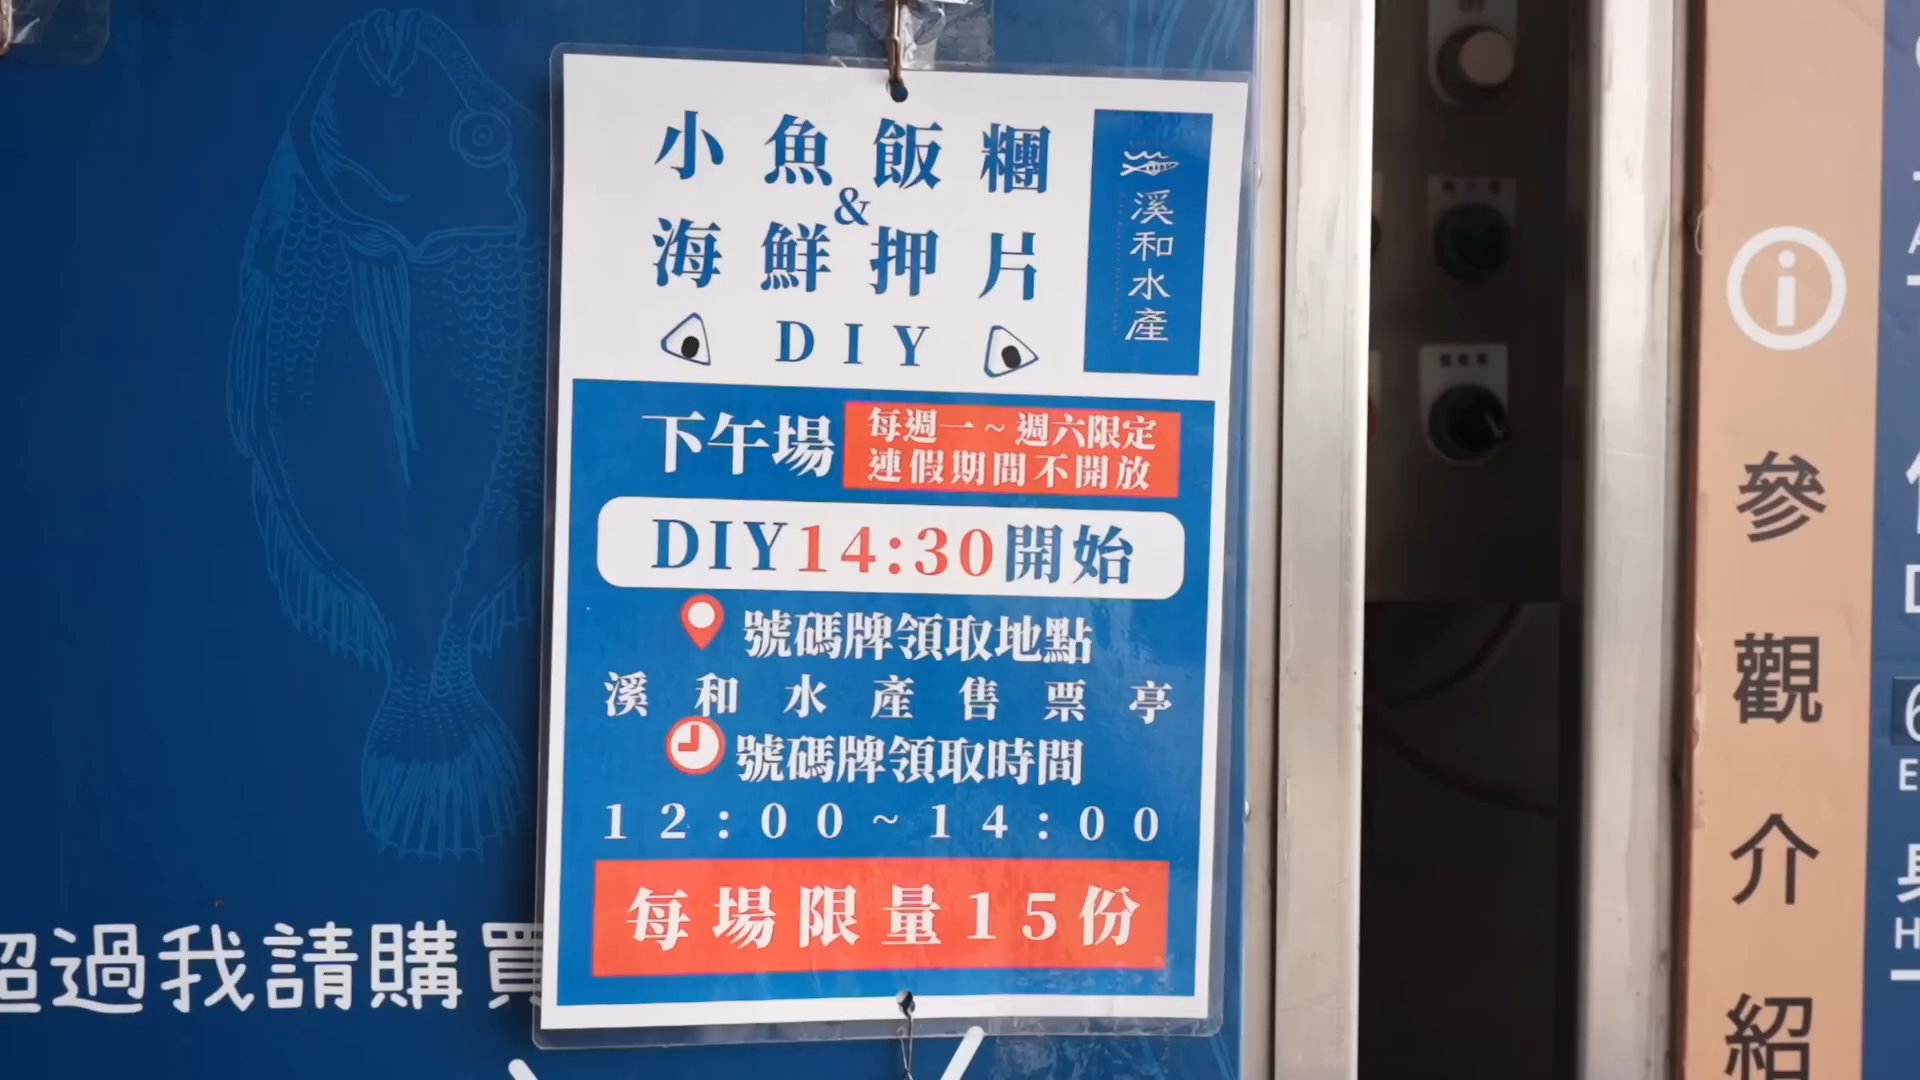 小魚飯糰
&
海鮮押片
DIY
溪和水產
下午場
每週一~週六限定
連假期間不開放
DIY14:30開始
號碼牌領取地點
溪和水產售票亭
號碼牌領取時間
12:00~14:00
每場限量15份
超過我請購買
參觀介紹